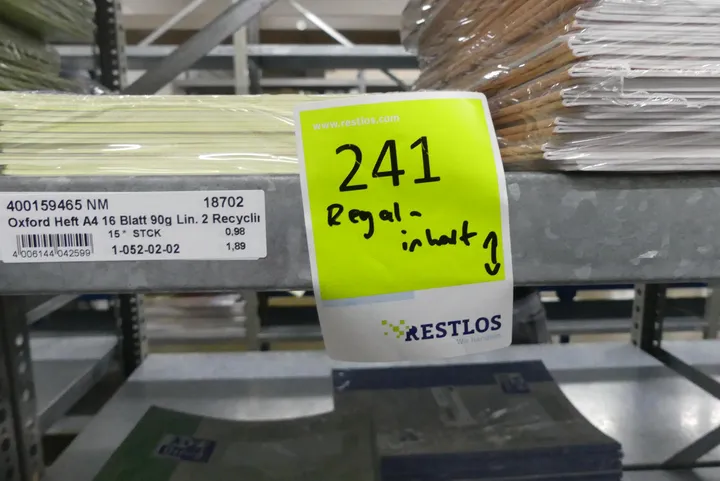 www.restlos.com
241
Regal-
inhalt
RESTLOS
400159465 NM 18702
Oxford Heft A4 16 Blatt 90g Lin. 2 Recyclin
15* STCK 0,98
4 006144 042599 1-052-02-02 1,89